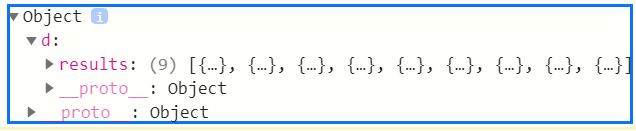 ▼Object i
▼d:
▶results: (9) [{…}, {…}, {…}, {…}, {…}, {…}, {…}, {…}, {…}]
▶__proto__: Object
▶__proto__: Object